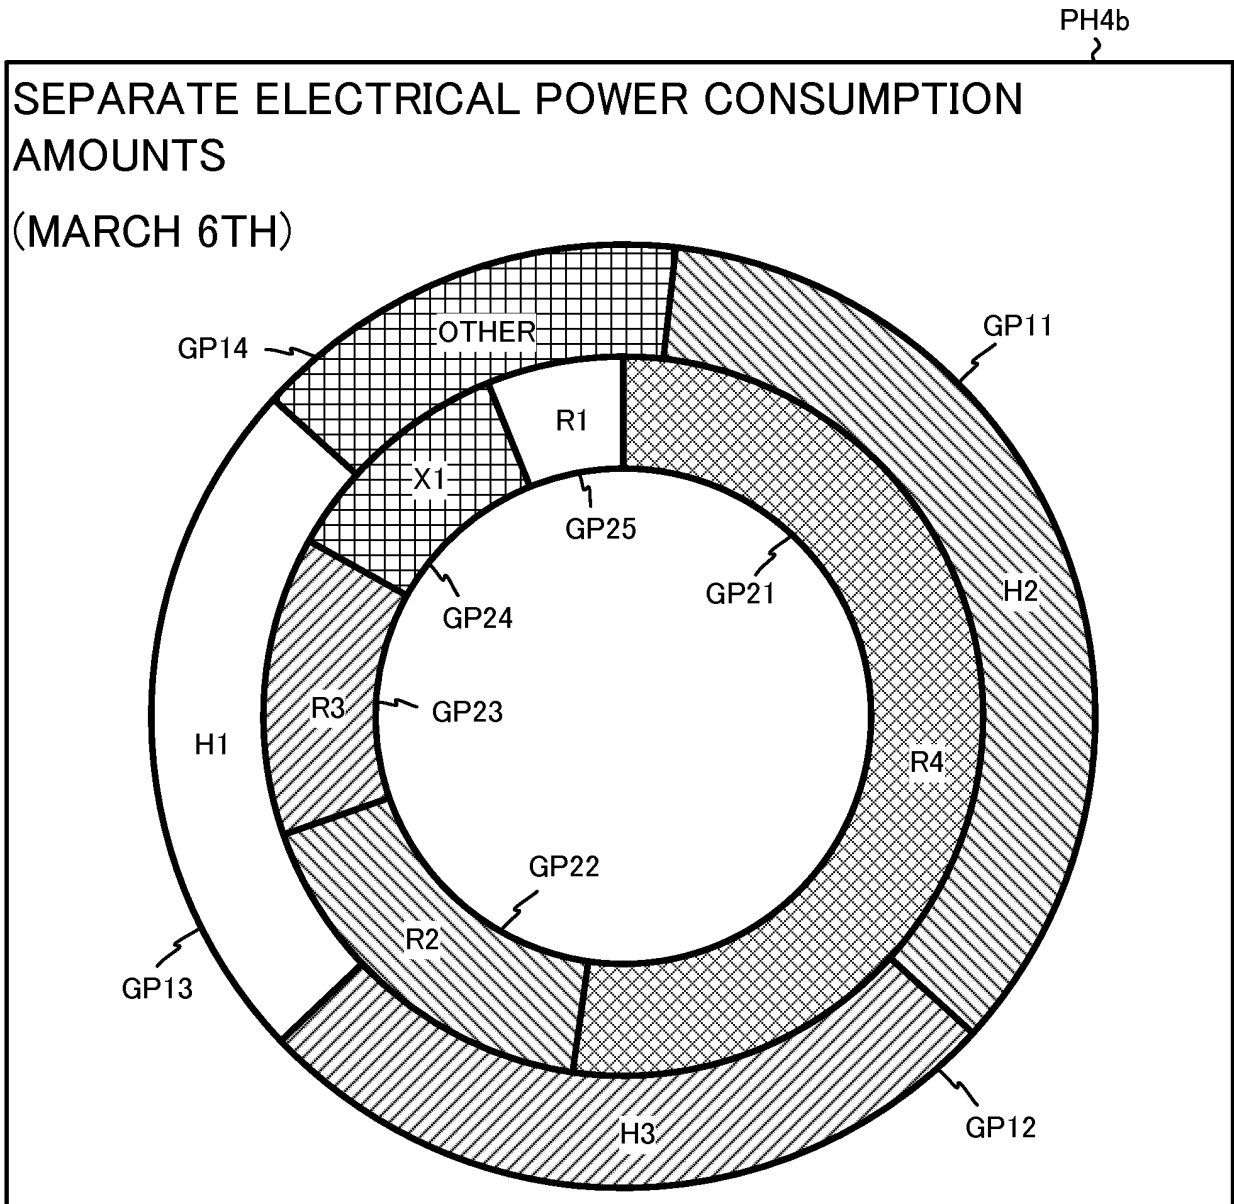 PH4b
SEPARATE ELECTRICAL POWER CONSUMPTION
AMOUNTS
(MARCH 6TH)
GP11
OTHER
GP14
R1
X1
GP25
H2
GP21
GP24
R3
GP23
H1
R4
GP22
R2
GP13
GP12
H3